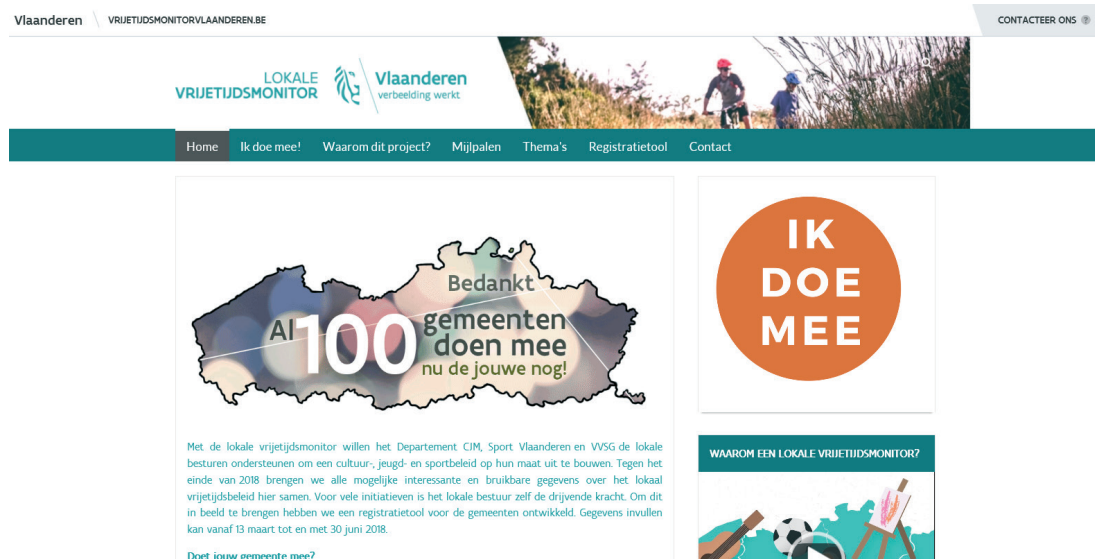 Vlaanderen
VRIJETIJDSMONITORVLAANDEREN.BE
CONTACTEER ONS
LOKALE
VRIJETIJDSMONITOR
Vlaanderen
verbeelding werkt
Home Ik doe mee! Waarom dit project? Mijlpalen Thema's Registratietool Contact
Bedankt
Al 100 gemeenten
doen mee
nu de jouwe nog!
IK
DOE
MEE
Met de lokale vrijetijdsmonitor willen het Departement CJM, Sport Vlaanderen en VVSG de lokale
besturen ondersteunen om een cultuur-, jeugd- en sportbeleid op hun maat uit te bouwen. Tegen het
einde van 2018 brengen we alle mogelijke interessante en bruikbare gegevens over het lokaal
vrijetijdsbeleid hier samen. Voor vele initiatieven is het lokale bestuur zelf de drijvende kracht. Om dit
in beeld te brengen hebben we een registratietool voor de gemeenten ontwikkeld. Gegevens invullen
kan vanaf 13 maart tot en met 30 juni 2018.
Doet jouw gemeente mee?
WAAROM EEN LOKALE VRIJETIJDSMONITOR?